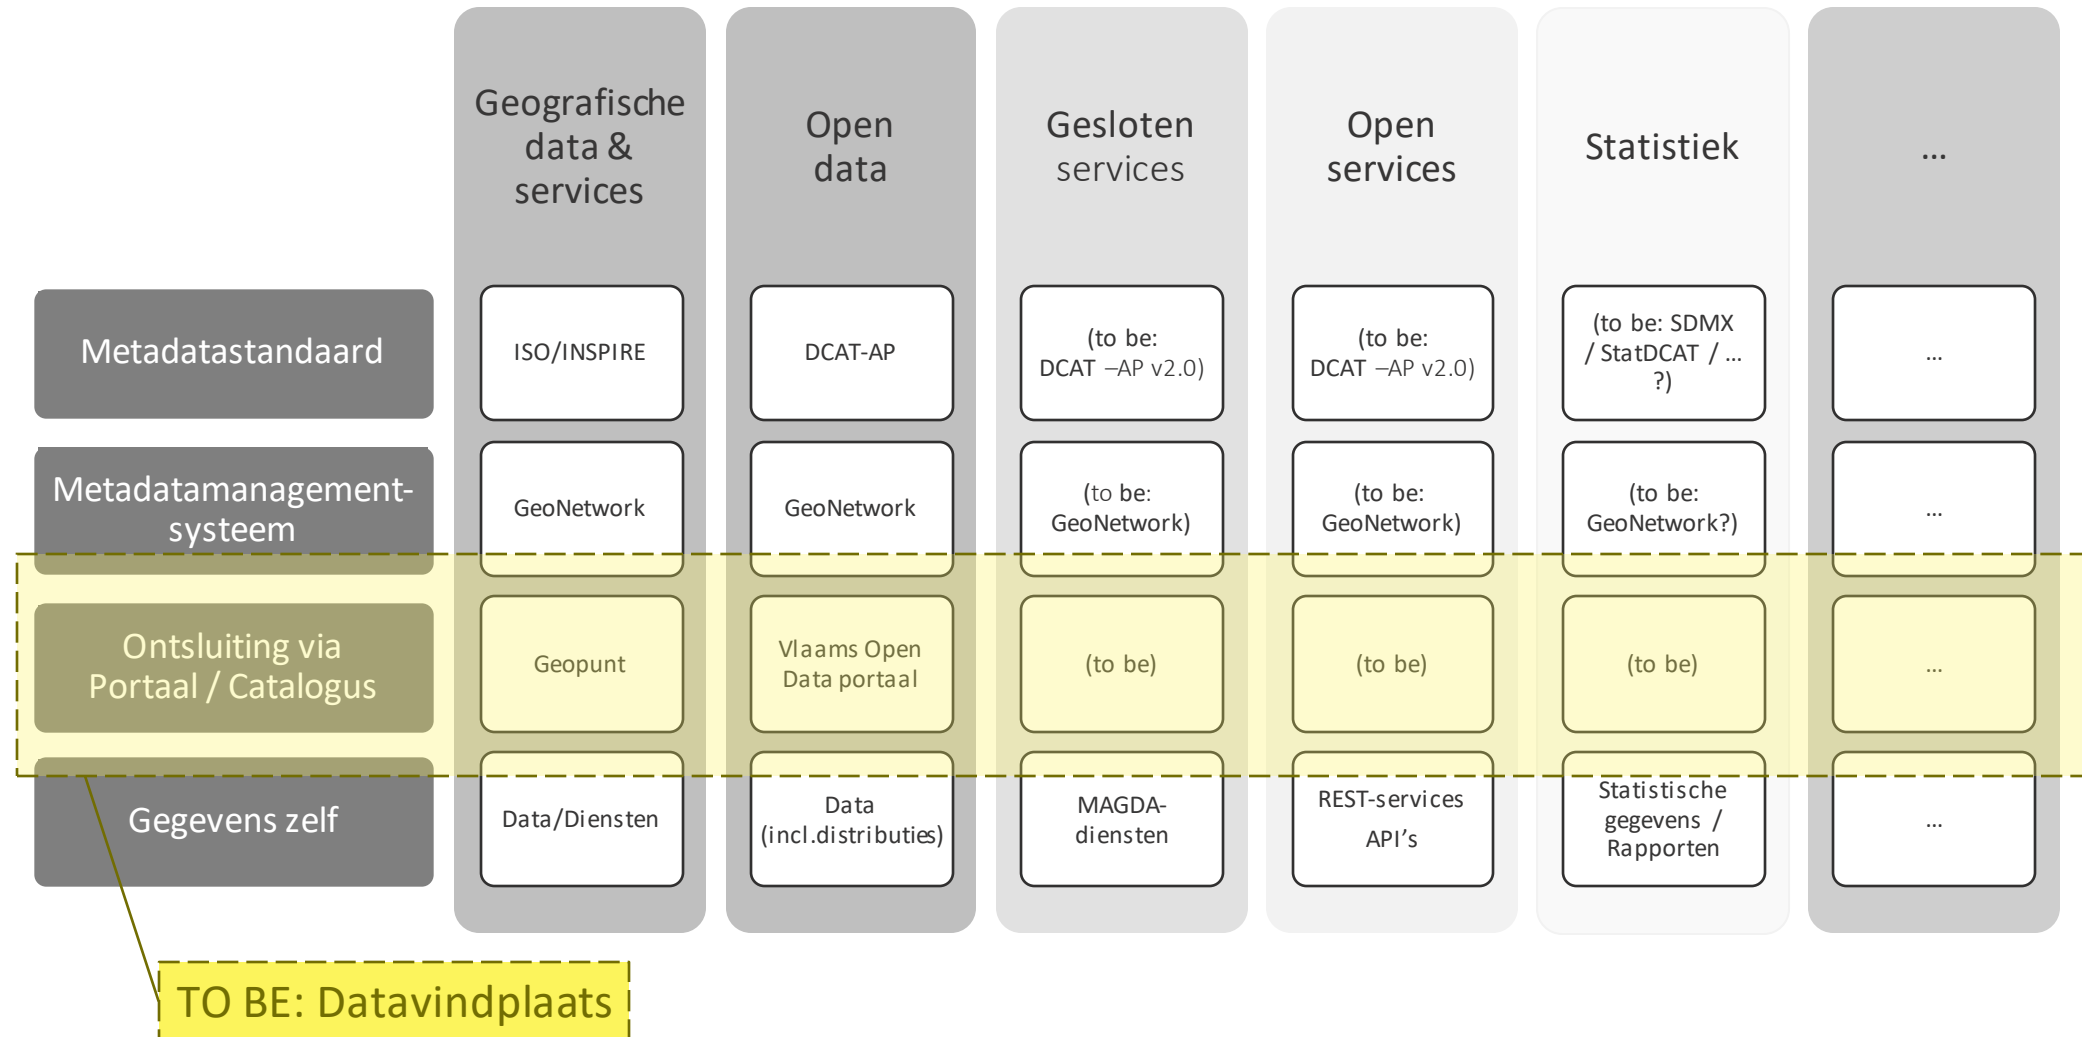 Geografische
data &
services
Open
data
Gesloten
services
Open
services
Statistiek
...
Metadatastandaard
ISO/INSPIRE
DCAT-AP
(to be:
DCAT –AP v2.0)
(to be:
DCAT –AP v2.0)
(to be: SDMX
/ StatDCAT / ...
?)
...
Metadatamanagement-
systeem
GeoNetwork
GeoNetwork
(to be:
GeoNetwork)
(to be:
GeoNetwork)
(to be:
GeoNetwork?)
...
Ontsluiting via
Portaal / Catalogus
Geopunt
Vlaams Open
Data portaal
(to be)
(to be)
(to be)
...
Gegevens zelf
Data/Diensten
Data
(incl.distributies)
MAGDA-
diensten
REST-services
API’s
Statistische
gegevens /
Rapporten
...
TO BE: Datavindplaats